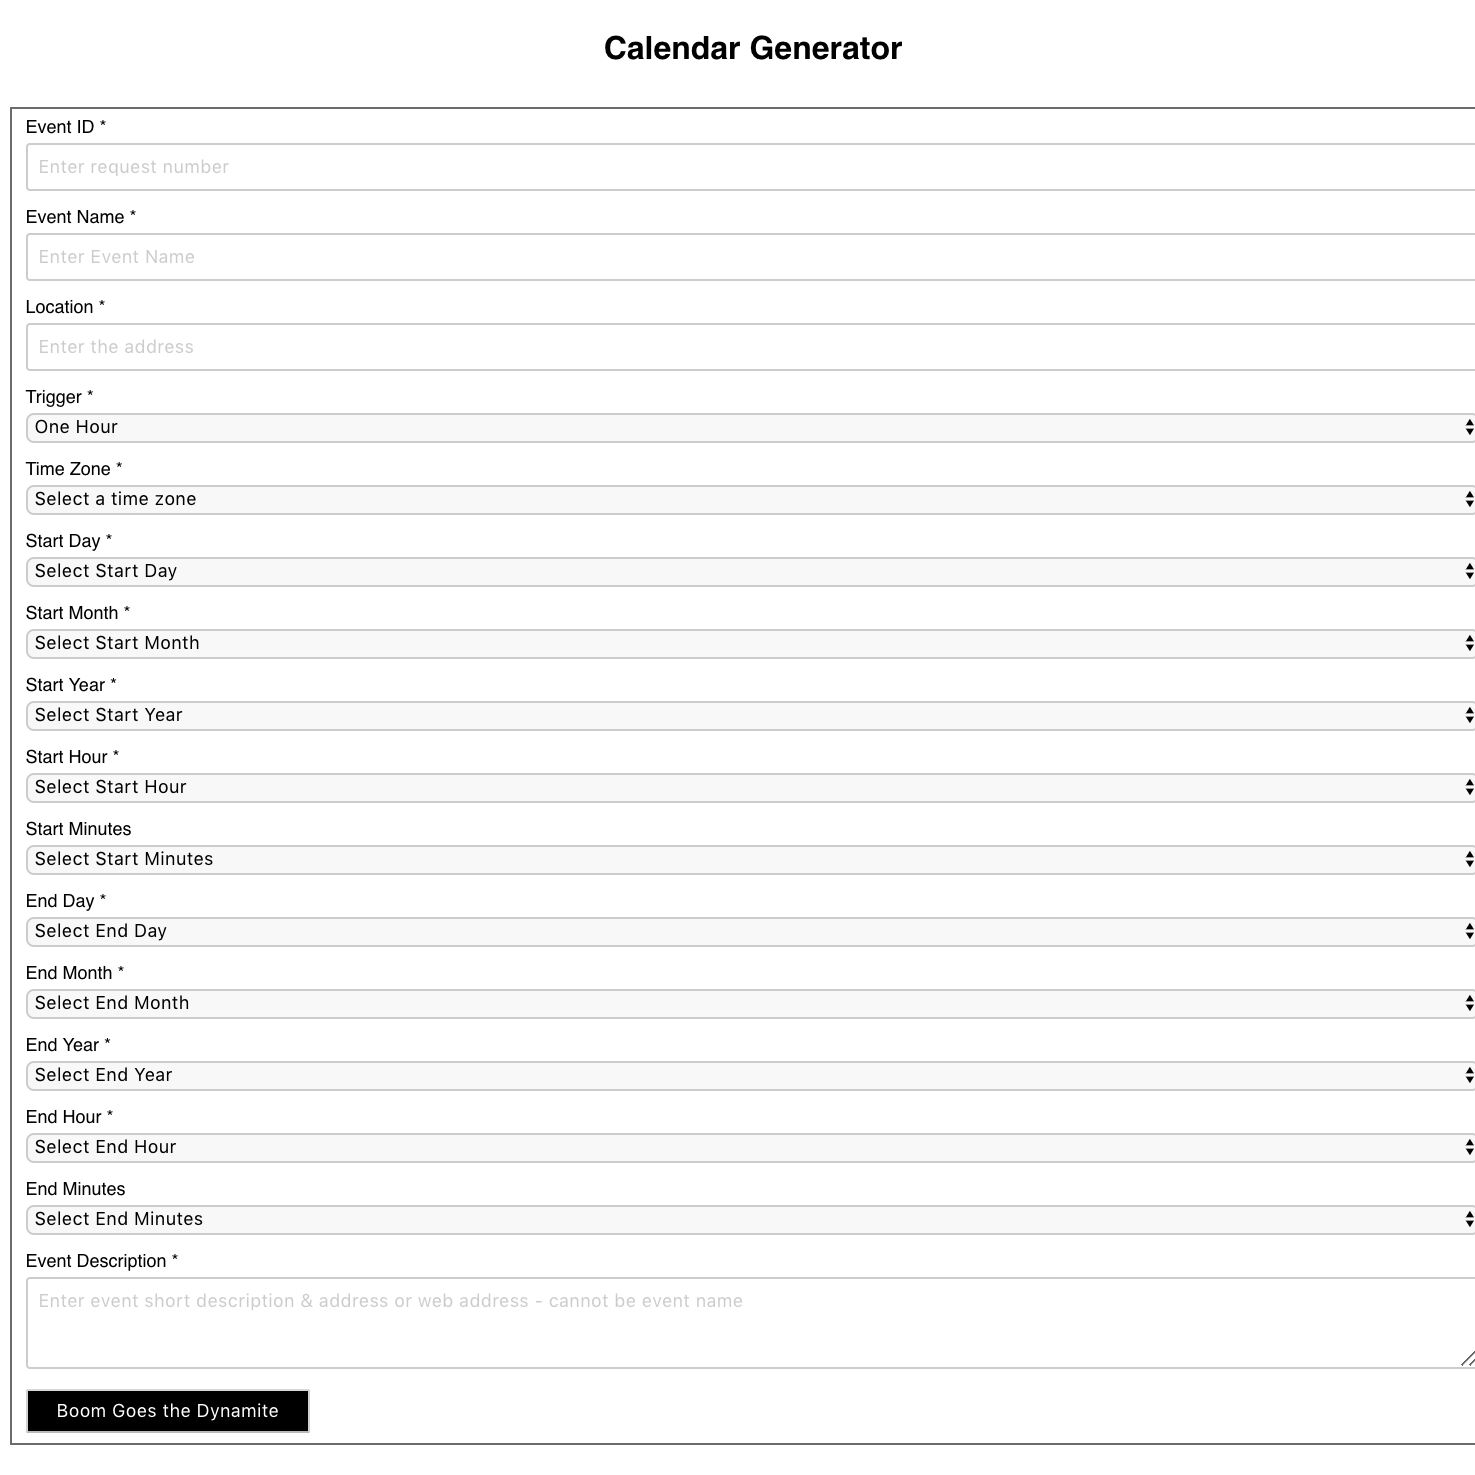 Calendar Generator
Event ID *
Enter request number
Event Name *
Enter Event Name
Location *
Enter the address
Trigger *
One Hour
Time Zone *
Select a time zone
Start Day *
Select Start Day
Start Month *
Select Start Month
Start Year *
Select Start Year
Start Hour *
Select Start Hour
Start Minutes
Select Start Minutes
End Day *
Select End Day
End Month *
Select End Month
End Year *
Select End Year
End Hour *
Select End Hour
End Minutes
Select End Minutes
Event Description *
Enter event short description & address or web address - cannot be event name
Boom Goes the Dynamite